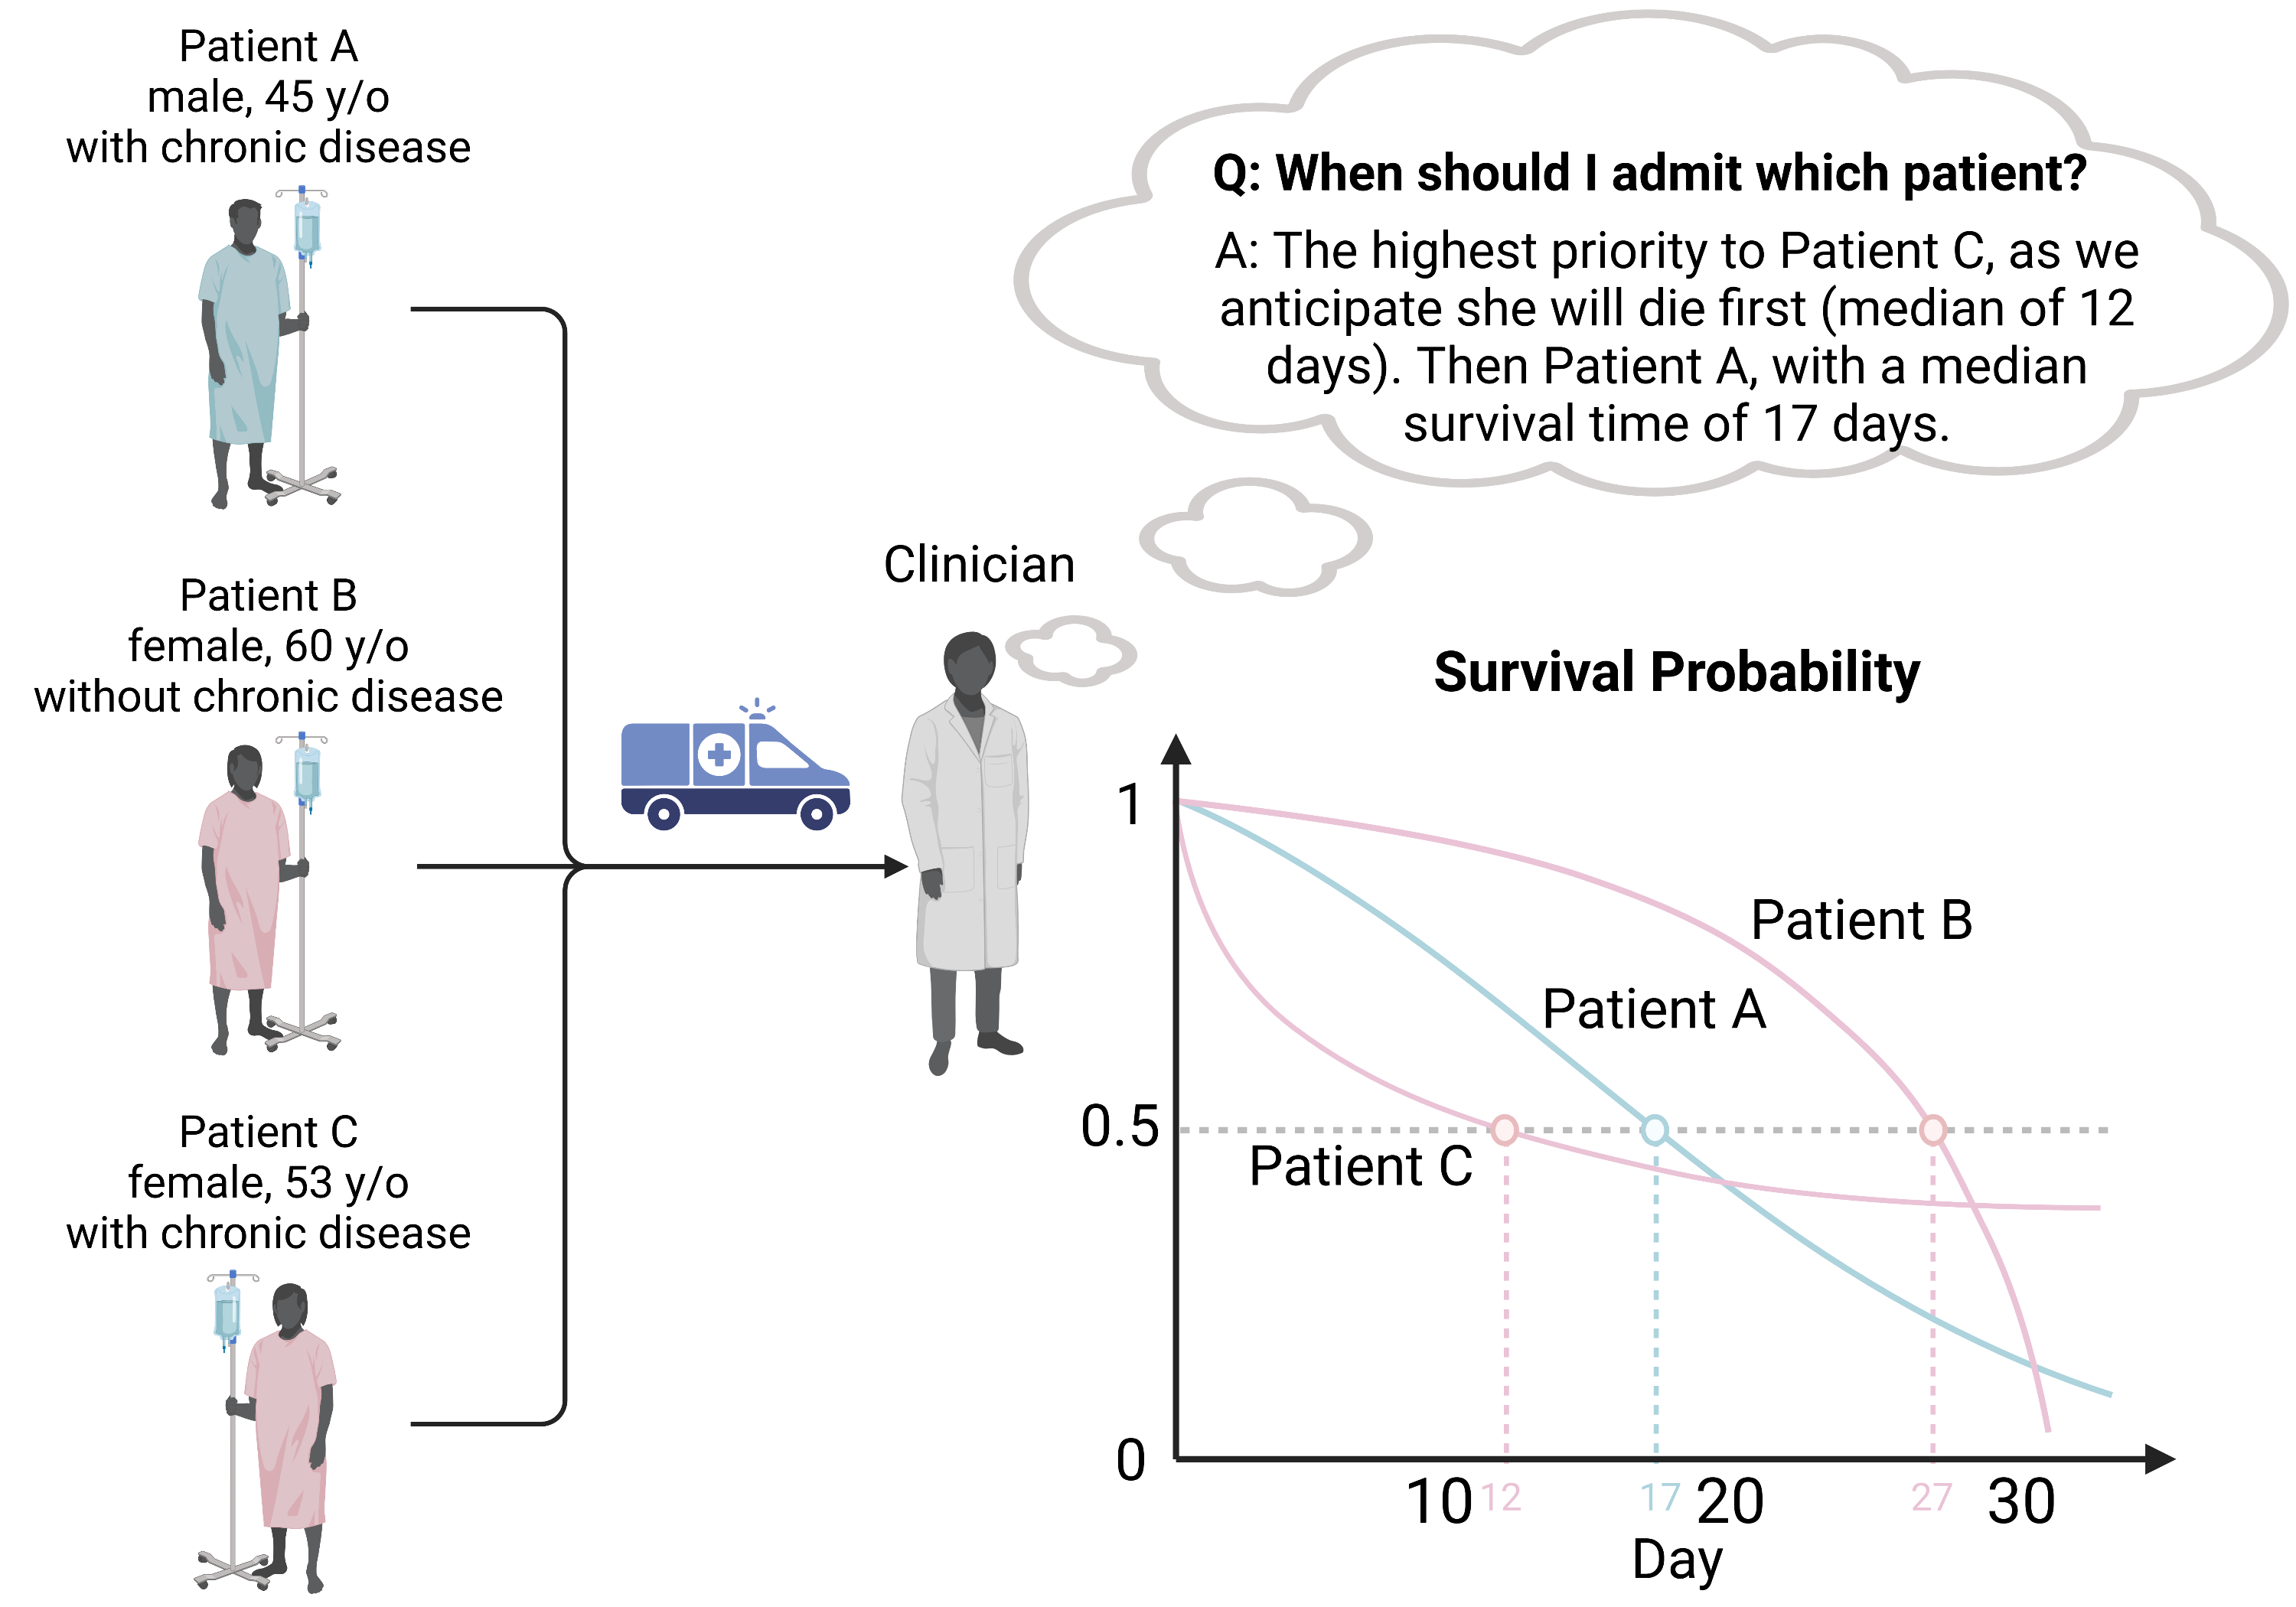 Patient A
male, 45 y/o
with chronic disease
Patient B
female, 60 y/o
without chronic disease
Patient C
female, 53 y/o
with chronic disease
Clinician
Q: When should I admit which patient?
A: The highest priority to Patient C, as we
anticipate she will die first (median of 12
days). Then Patient A, with a median
survival time of 17 days.
Survival Probability
1
Patient B
Patient A
0.5
Patient C
0
10 12 17 20 27 30
Day